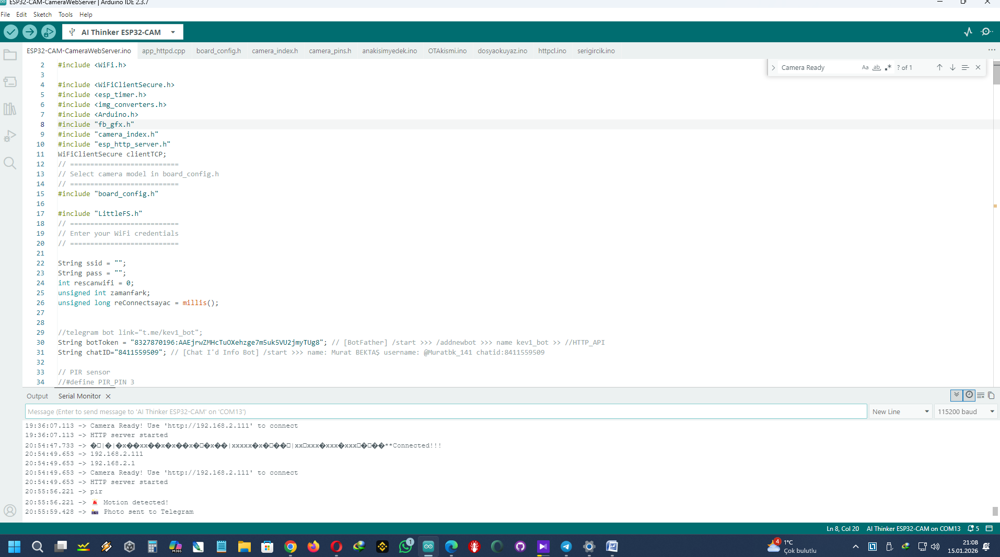 ESP32-CAM-CameraWebServer | Arduino IDE 2.3.7
File Edit Sketch Tools Help
AI Thinker ESP32-CAM
ESP32-CAM-CameraWebServer.ino app_httpd.cpp board_config.h camera_index.h camera_pins.h anakisimyedek.ino OTAkismi.ino dosyaokuyaz.ino httpcl.ino serigircik.ino ...
Camera Ready Aa ab .* ? of 1
2 #include <WiFi.h>
3
4 #include <WiFiClientSecure.h>
5 #include <esp_timer.h>
6 #include <img_converters.h>
7 #include <Arduino.h>
8 #include "fb_gfx.h"
9 #include "camera_index.h"
10 #include "esp_http_server.h"
11 WiFiClientSecure clientTCP;
12 // ===========================
13 // Select camera model in board_config.h
14 // ===========================
15 #include "board_config.h"
16
17 #include "LittleFS.h"
18 // ===========================
19 // Enter your WiFi credentials
20 // ===========================
21
22 String ssid = "";
23 String pass = "";
24 int rescanwifi = 0;
25 unsigned int zamanfark;
26 unsigned long reConnectsayac = millis();
27
28
29 //telegram bot link="t.me/kev1_bot";
30 String botToken = "8327870196:AAEjrwZMHcTuOXehzge7m5uk5VU2jmyTUg8"; // [BotFather] /start >>> /addnewbot >>> name kev1_bot >> //HTTP_API
31 String chatID="8411559509"; // [Chat I'd Info Bot] /start >>> name: Murat BEKTAŞ username: @Muratbk_141 chatid:8411559509
32
33 // PIR sensor
34 //#define PIR_PIN 3
Output Serial Monitor
Message (Enter to send message to 'AI Thinker ESP32-CAM' on 'COM13') New Line 115200 baud
19:36:07.113 -> Camera Ready! Use 'http://192.168.2.111' to connect
19:36:07.113 -> HTTP server started
20:54:47.733 -> �□|�|�x��xx��x�x��x�□�x��|xxxxx�x�□��□|xx□xxx�xxx�xxx□�□��**Connected!!!
20:54:49.653 -> 192.168.2.111
20:54:49.653 -> 192.168.2.1
20:54:49.653 -> Camera Ready! Use 'http://192.168.2.111' to connect
20:54:49.653 -> HTTP server started
20:55:56.221 -> pir
20:55:56.221 -> 🚨 Motion detected!
20:55:59.428 -> 📸 Photo sent to Telegram
Ln 8, Col 20 AI Thinker ESP32-CAM on COM13 5
M365
1
4
1°C
Çok bulutlu
21:08
15.01.2026